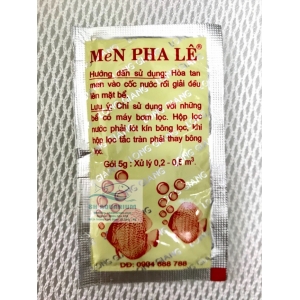 MeN PHA LÊ®
Hướng dẫn sử dụng: Hòa tan
men vào cốc nước rồi giải đều
lên mặt bể.
Lưu ý: Chỉ sử dụng với những
bể có máy bơm lọc. Hộp lọc
nước phải lót kín bông lọc, khi
hộp lọc tắc tràn phải thay bông
lọc.
Gói 5g : Xử lý 0,2 - 0,5 m³.
DĐ: 0904 688 788